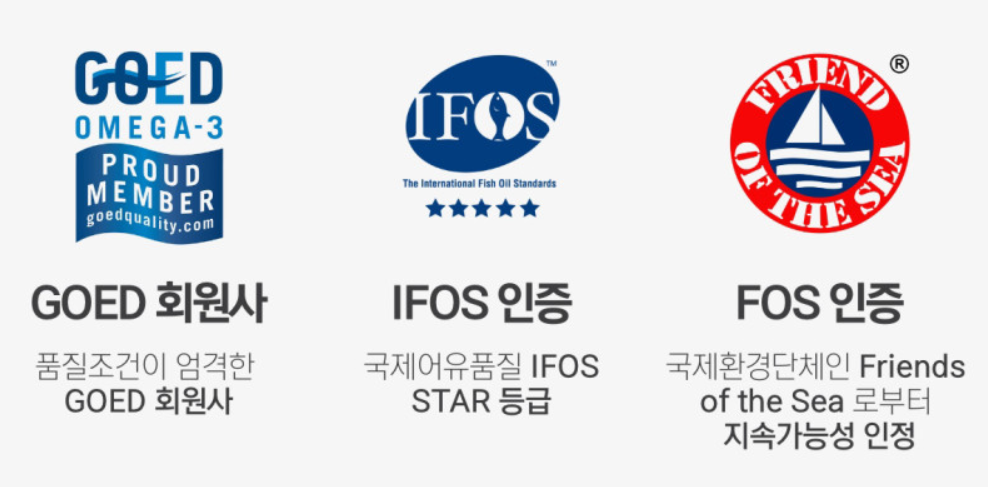 GOED
OMEGA-3
PROUD
MEMBER
goedquality.com
GOED 회원사
품질조건이 엄격한
GOED 회원사
IFOS
TM
The International Fish Oil Standards
IFOS 인증
국제어유품질 IFOS
STAR 등급
FRIEND
OF THE SEA
®
FOS 인증
국제환경단체인 Friends
of the Sea 로부터
지속가능성 인정